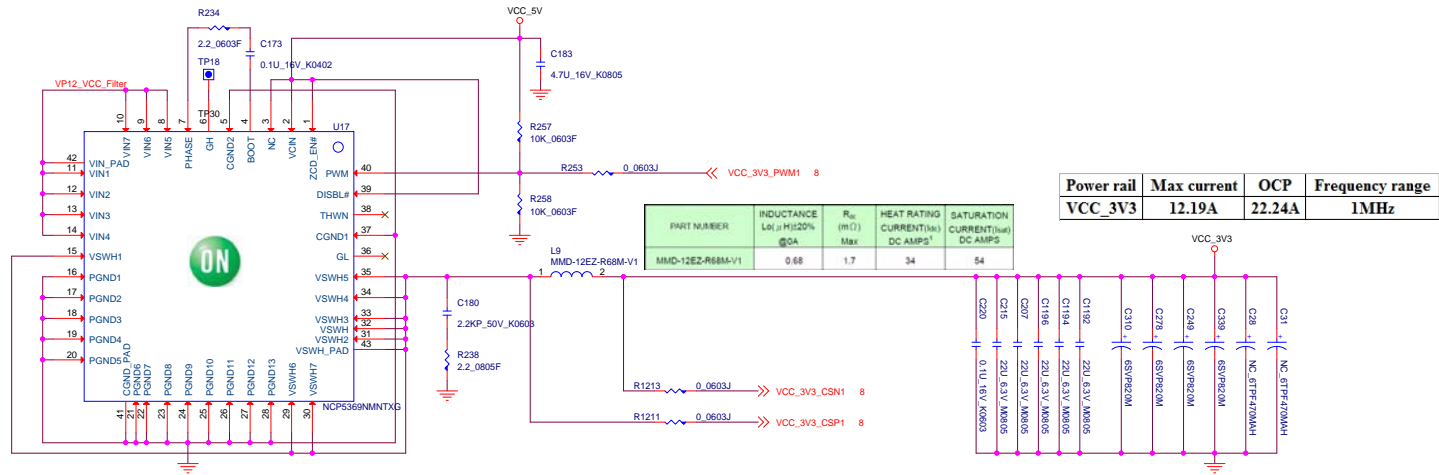 R234
2.2_0603F
C173
0.1U_16V_K0402
TP18
VCC_5V
C183
4.7U_16V_K0805
VP12_VCC_Filter
TP30
U17
10
9
8
7
6
5
4
3
2
1
VIN7
VIN6
VIN5
PHASE
GH
CGND2
BOOT
NC
VCIN
ZCD_EN#
42
VIN_PAD
11
VIN1
12
VIN2
13
VIN3
14
VIN4
15
VSWH1
16
PGND1
17
PGND2
18
PGND3
19
PGND4
20
PGND5
ON
PWM
40
DISBL#
39
THWN
38
CGND1
37
GL
36
VSWH5
35
VSWH4
34
VSWH3
33
VSWH
32
VSWH2
31
VSWH_PAD
43
CGND_PAD
PGND6
PGND7
PGND8
PGND9
PGND10
PGND11
PGND12
PGND13
VSWH6
VSWH7
41
21
22
23
24
25
26
27
28
29
30
NCP5369NMNTXG
R257
10K_0603F
R253
0_0603J
VCC_3V3_PWM1 8
R258
10K_0603F
L9
MMD-12EZ-R68M-V1
1
2
C180
2.2KP_50V_K0603
R238
2.2_0805F
R1213
0_0603J
VCC_3V3_CSN1 8
R1211
0_0603J
VCC_3V3_CSP1 8
PART NUMBER INDUCTANCE Lo(μH)±20% @0A Rdc (mΩ) Max HEAT RATING CURRENT(Idc) DC AMPS¹ SATURATION CURRENT(Isat) DC AMPS
MMD-12EZ-R68M-V1 0.68 1.7 34 54
Power rail Max current OCP Frequency range
VCC_3V3 12.19A 22.24A 1MHz
VCC_3V3
C220
0.1U_16V_K0603
C215
22U_6.3V_M0805
C207
22U_6.3V_M0805
C1196
22U_6.3V_M0805
C1194
22U_6.3V_M0805
C1192
22U_6.3V_M0805
C310
6SVP820M
C278
6SVP820M
C249
6SVP820M
C339
6SVP820M
C28
NC_6TPF470MAH
C31
NC_6TPF470MAH